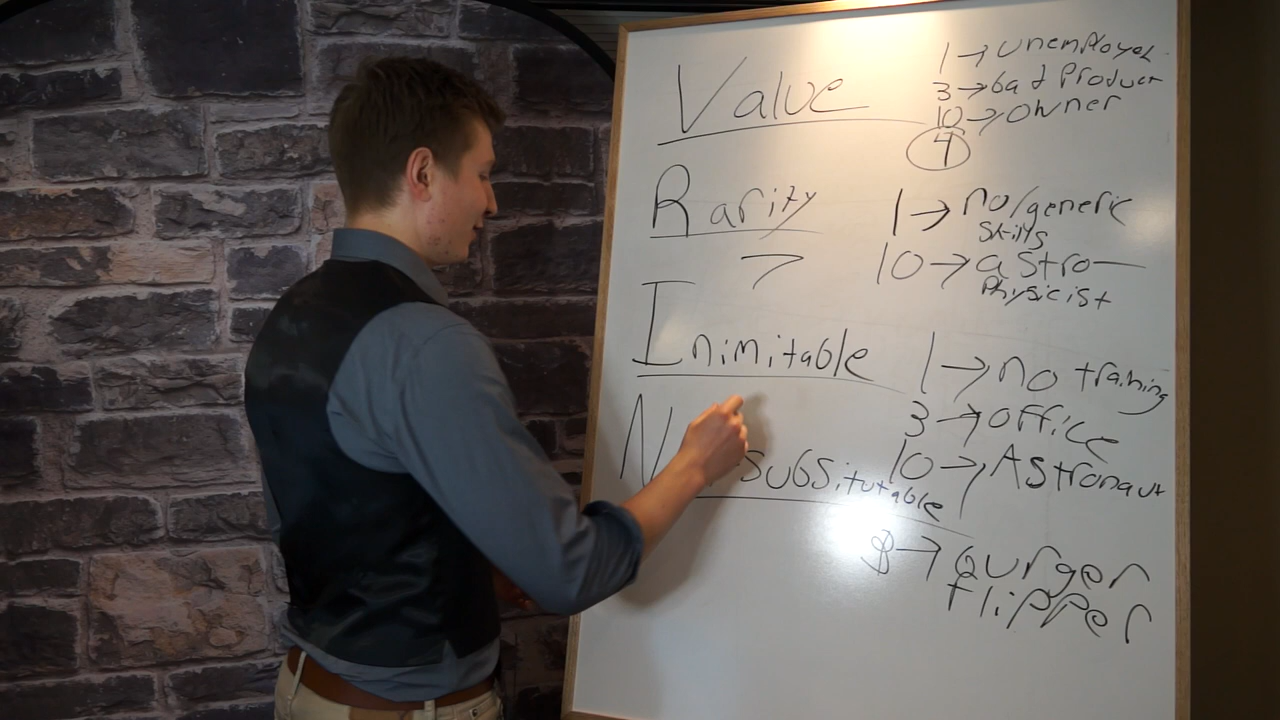 Value
1→unemployed
3→bad Producer
10→owner
4
Rarity
1→no/generic
skills
7
10→astro—
Physicist
Inimitable
1→no training
3→office
10→Astronaut
subsitutable
$→burger
flipper